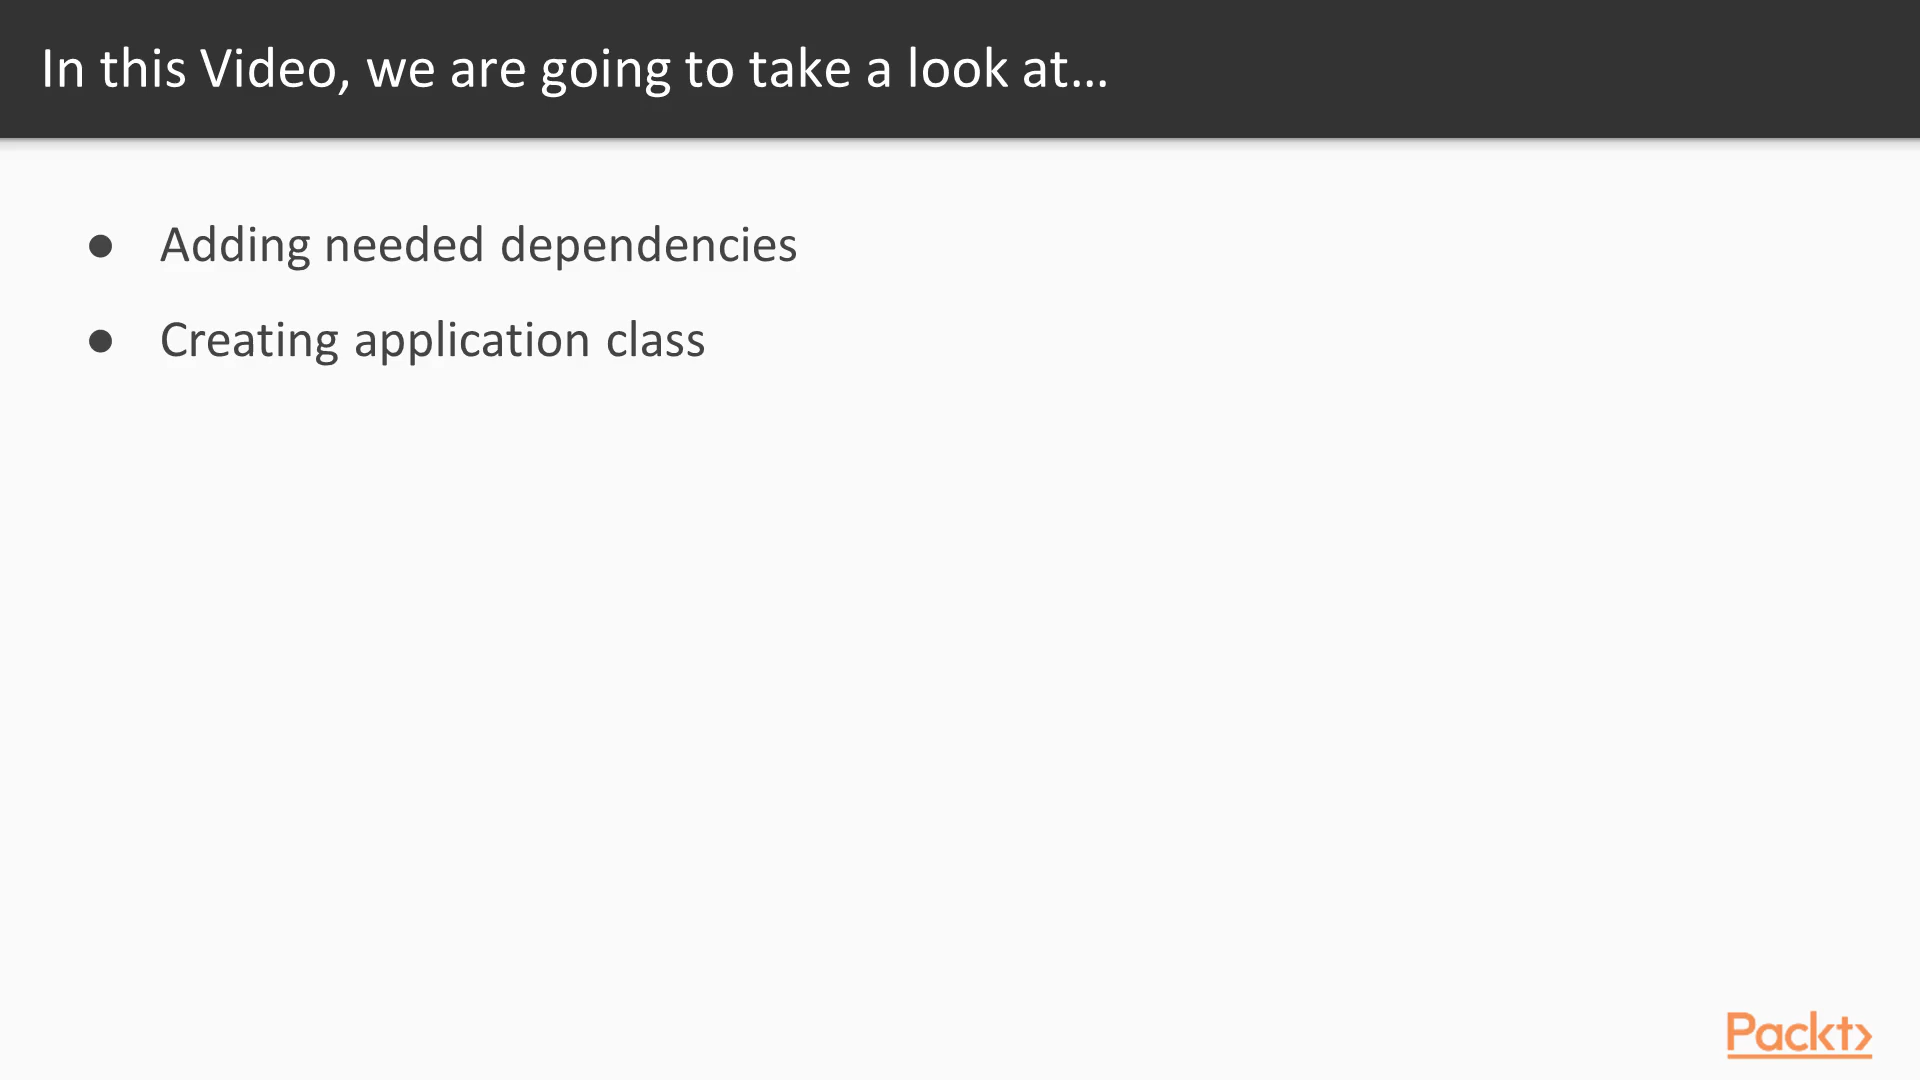 In this Video, we are going to take a look at…
● Adding needed dependencies
● Creating application class
Packt>